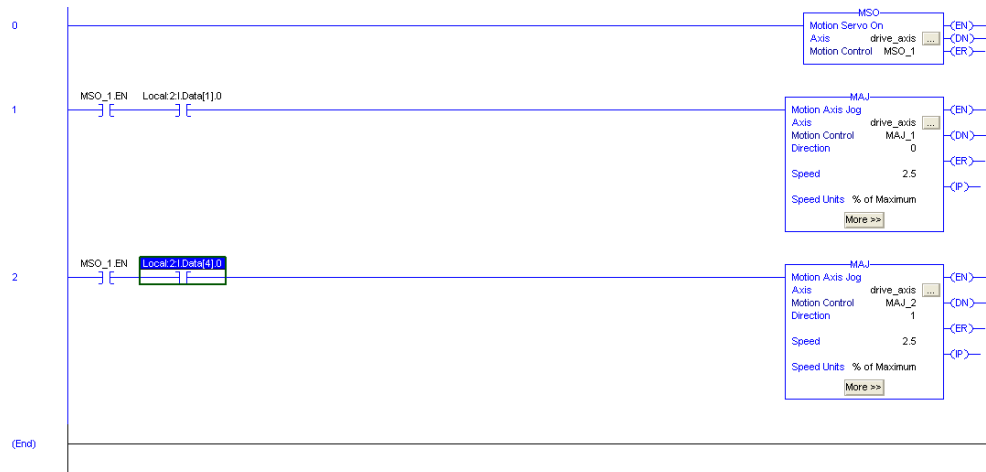 0
MSO
Motion Servo On
Axis drive_axis ...
Motion Control MSO_1
(EN)
(DN)
(ER)
1
MSO_1.EN Local:2:I.Data[1].0
MAJ
Motion Axis Jog
Axis drive_axis ...
Motion Control MAJ_1
Direction 0
Speed 2.5
Speed Units % of Maximum
More >>
(EN)
(DN)
(ER)
(IP)
2
MSO_1.EN Local:2:I.Data[4].0
MAJ
Motion Axis Jog
Axis drive_axis ...
Motion Control MAJ_2
Direction 1
Speed 2.5
Speed Units % of Maximum
More >>
(EN)
(DN)
(ER)
(IP)
(End)